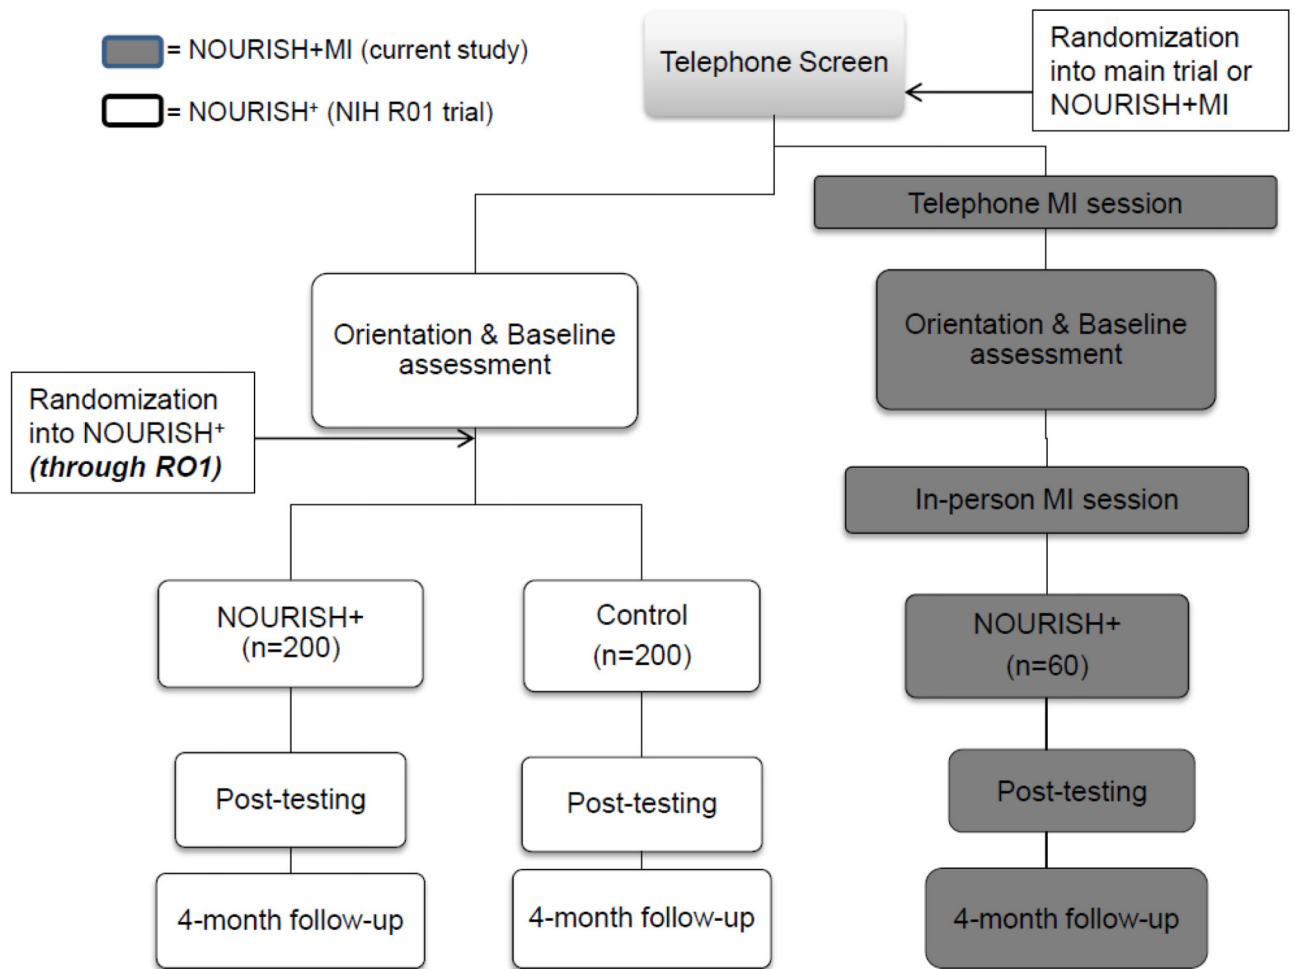 = NOURISH+MI (current study)
= NOURISH⁺ (NIH R01 trial)
Telephone Screen
Randomization
into main trial or
NOURISH+MI
Telephone MI session
Orientation & Baseline
assessment
Orientation & Baseline
assessment
Randomization
into NOURISH⁺
(through RO1)
In-person MI session
NOURISH+
(n=200)
Control
(n=200)
NOURISH+
(n=60)
Post-testing
Post-testing
Post-testing
4-month follow-up
4-month follow-up
4-month follow-up